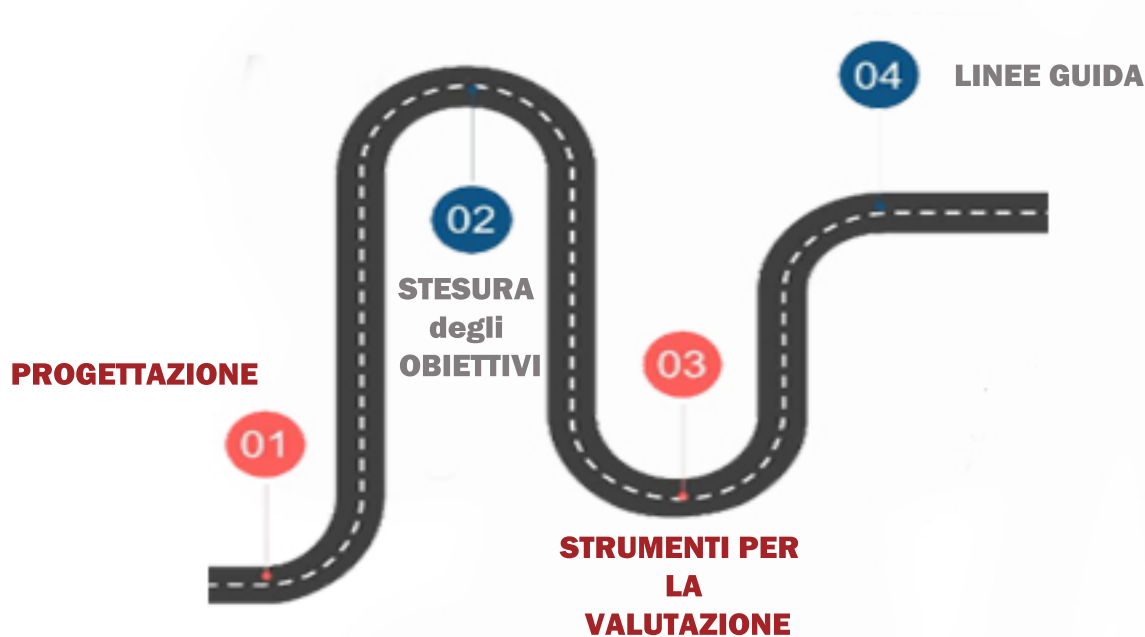 01
PROGETTAZIONE
02
STESURA
degli
OBIETTIVI
03
STRUMENTI PER
LA
VALUTAZIONE
04
LINEE GUIDA